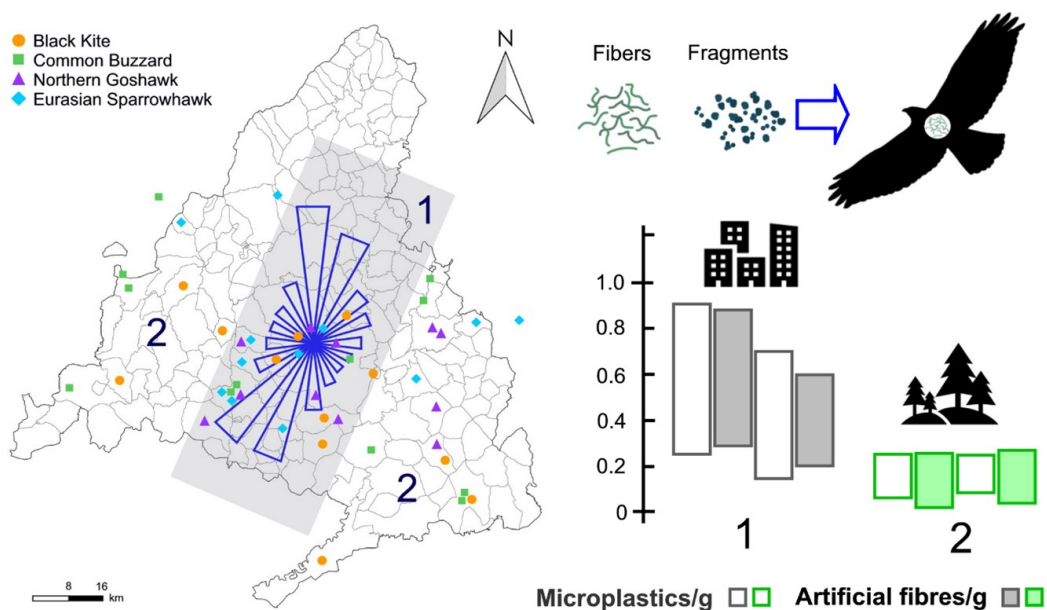 Black Kite
Common Buzzard
Northern Goshawk
Eurasian Sparrowhawk
N
1
2
2
8 16
km
Fibers Fragments
1.0
0.8
0.6
0.4
0.2
0
1
2
Microplastics/g Artificial fibres/g